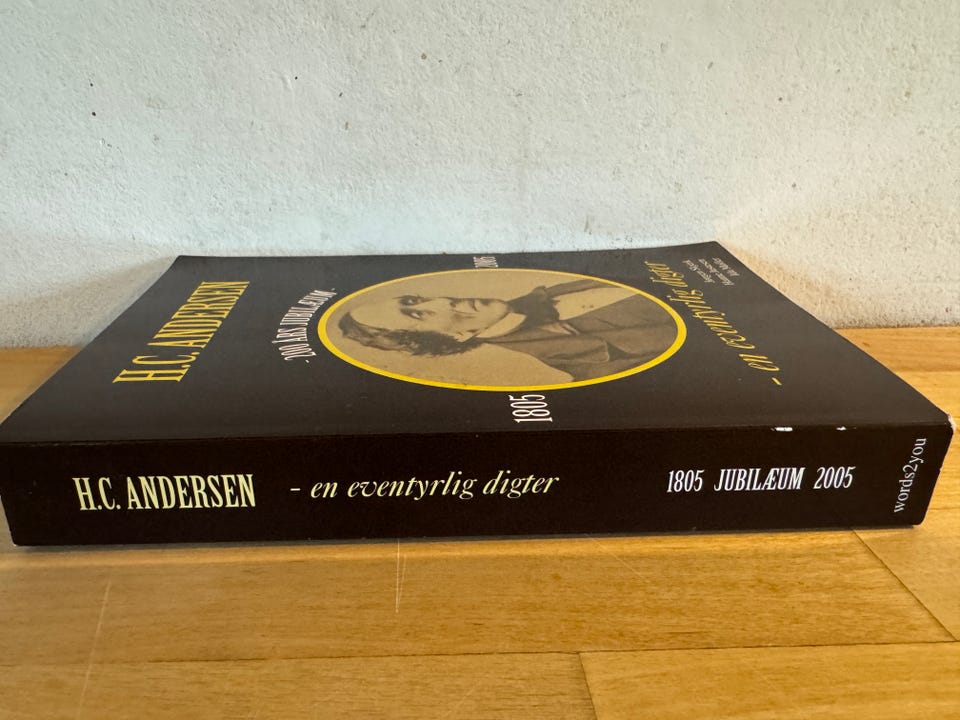 H.C. ANDERSEN
- 200 ÅRS JUBILÆUM -
1805
2005
- en eventyrlig digter
H.C. ANDERSEN - en eventyrlig digter 1805 JUBILÆUM 2005 words2you